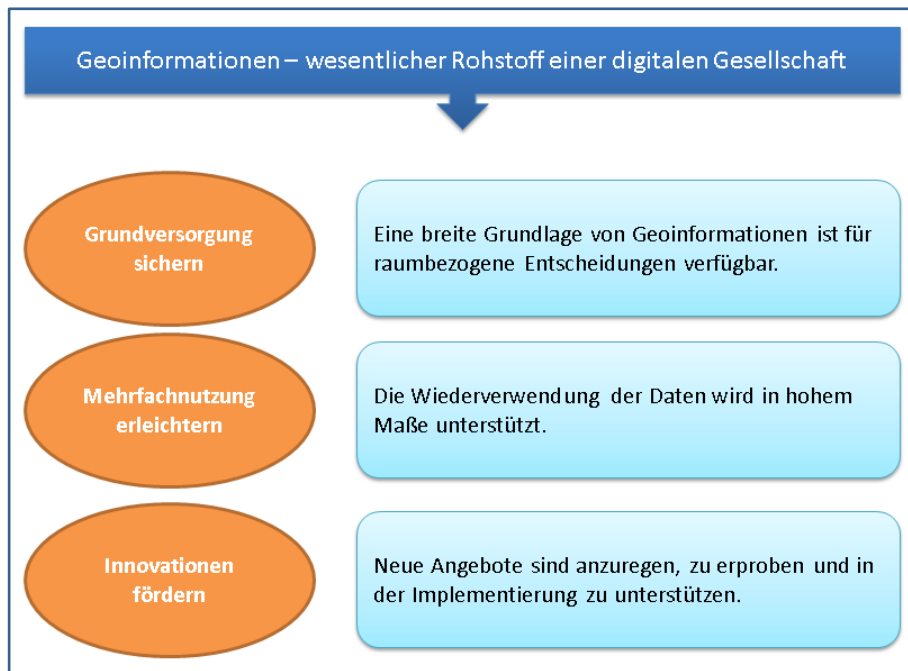 Geoinformationen – wesentlicher Rohstoff einer digitalen Gesellschaft
Grundversorgung
sichern
Eine breite Grundlage von Geoinformationen ist für
raumbezogene Entscheidungen verfügbar.
Mehrfachnutzung
erleichtern
Die Wiederverwendung der Daten wird in hohem
Maße unterstützt.
Innovationen
fördern
Neue Angebote sind anzuregen, zu erproben und in
der Implementierung zu unterstützen.